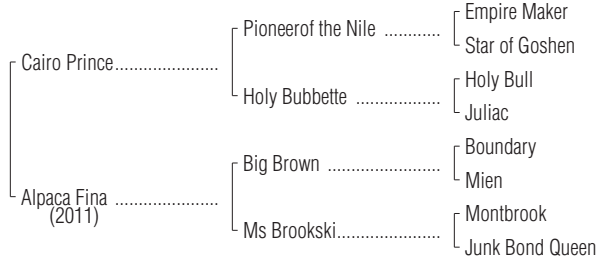 Empire Maker
Pioneerof the Nile ............
Star of Goshen
Cairo Prince.....................
Holy Bull
Holy Bubbette ..................
Juliac
Boundary
Big Brown ........................
Mien
Alpaca Fina .....................
(2011)
Montbrook
Ms Brookski.....................
Junk Bond Queen